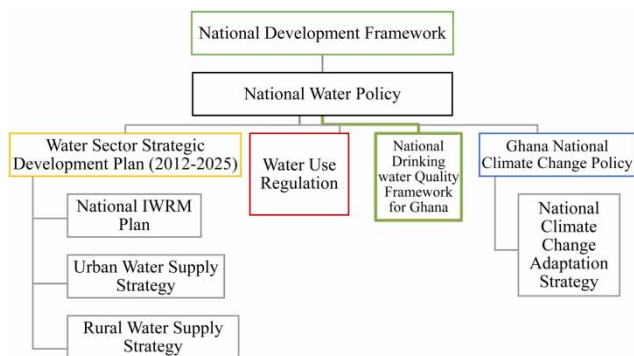 National Development Framework
National Water Policy
Water Sector Strategic
Development Plan (2012-2025)
National IWRM
Plan
Urban Water Supply
Strategy
Rural Water Supply
Strategy
Water Use
Regulation
National
Drinking
water Quality
Framework
for Ghana
Ghana National
Climate Change Policy
National
Climate
Change
Adaptation
Strategy